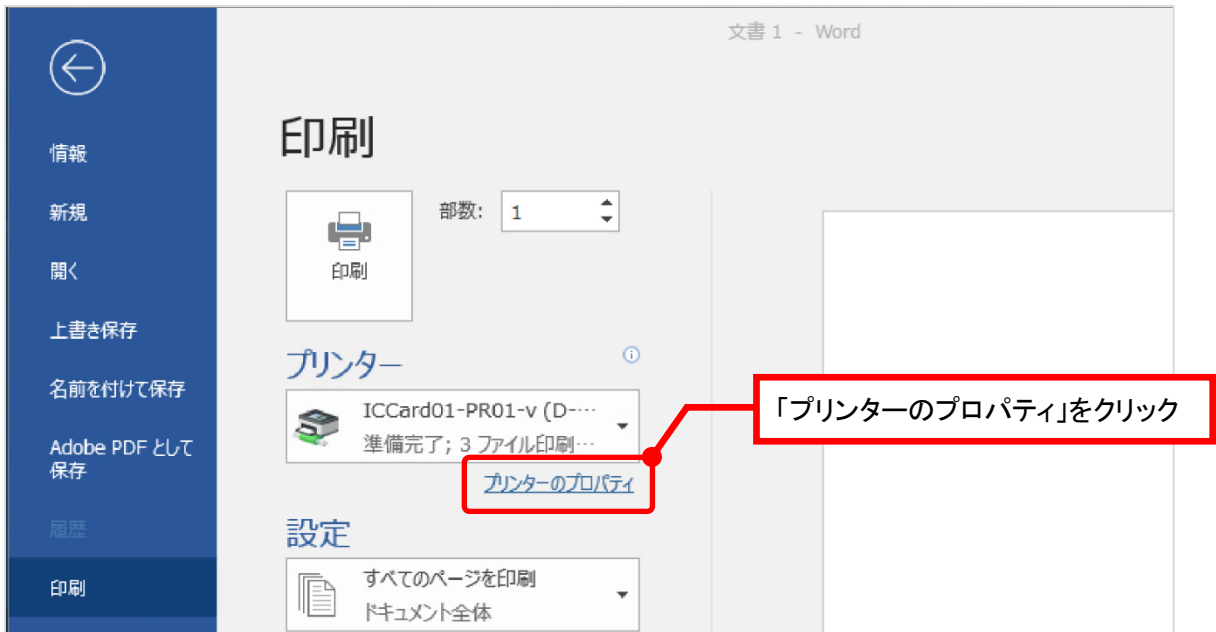 文書 1 - Word
情報
新規
開く
上書き保存
名前を付けて保存
Adobe PDF として
保存
履歴
印刷
印刷
部数: 1
印刷
プリンター
ICCard01-PR01-v (D-…
準備完了; 3 ファイル印刷…
プリンターのプロパティ
「プリンターのプロパティ」をクリック
設定
すべてのページを印刷
ドキュメント全体